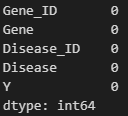 Gene_ID 0
Gene 0
Disease_ID 0
Disease 0
Y 0
dtype: int64